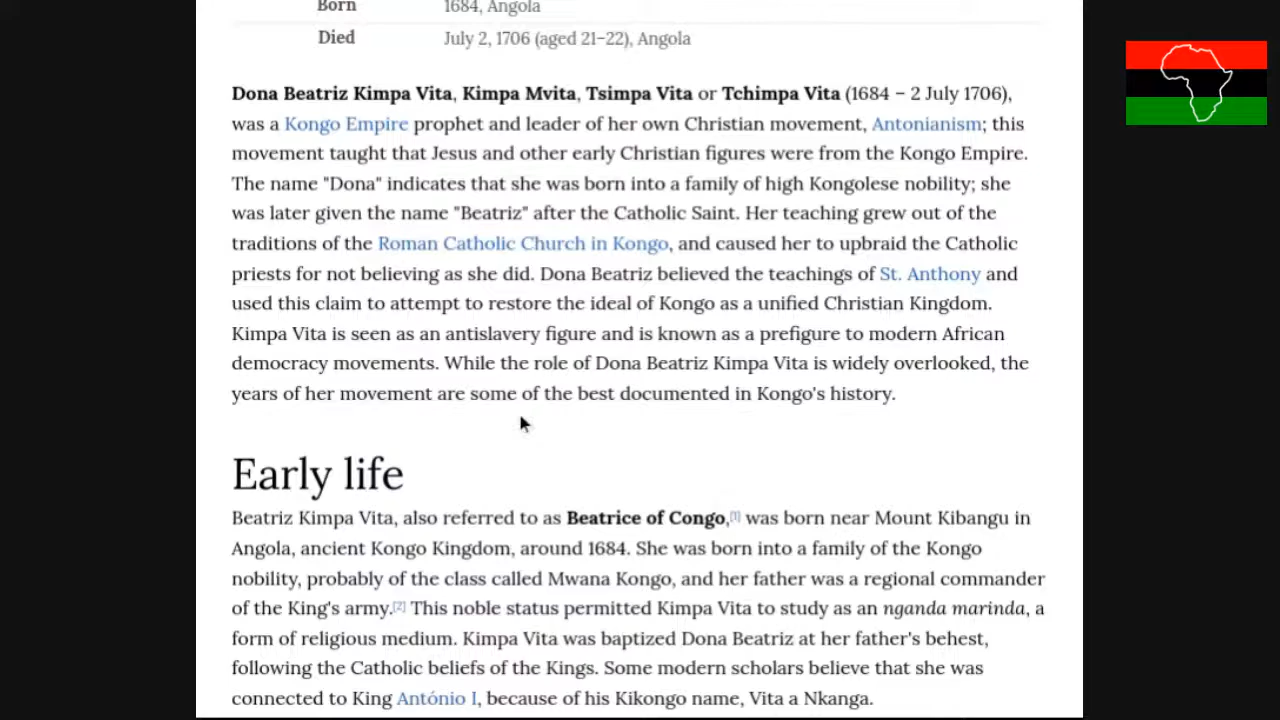 Born 1684, Angola
Died July 2, 1706 (aged 21–22), Angola
Dona Beatriz Kimpa Vita, Kimpa Mvita, Tsimpa Vita or Tchimpa Vita (1684 – 2 July 1706),
was a Kongo Empire prophet and leader of her own Christian movement, Antonianism; this
movement taught that Jesus and other early Christian figures were from the Kongo Empire.
The name "Dona" indicates that she was born into a family of high Kongolese nobility; she
was later given the name "Beatriz" after the Catholic Saint. Her teaching grew out of the
traditions of the Roman Catholic Church in Kongo, and caused her to upbraid the Catholic
priests for not believing as she did. Dona Beatriz believed the teachings of St. Anthony and
used this claim to attempt to restore the ideal of Kongo as a unified Christian Kingdom.
Kimpa Vita is seen as an antislavery figure and is known as a prefigure to modern African
democracy movements. While the role of Dona Beatriz Kimpa Vita is widely overlooked, the
years of her movement are some of the best documented in Kongo's history.
Early life
Beatriz Kimpa Vita, also referred to as Beatrice of Congo,[1] was born near Mount Kibangu in
Angola, ancient Kongo Kingdom, around 1684. She was born into a family of the Kongo
nobility, probably of the class called Mwana Kongo, and her father was a regional commander
of the King's army.[2] This noble status permitted Kimpa Vita to study as an nganda marinda, a
form of religious medium. Kimpa Vita was baptized Dona Beatriz at her father's behest,
following the Catholic beliefs of the Kings. Some modern scholars believe that she was
connected to King António I, because of his Kikongo name, Vita a Nkanga.